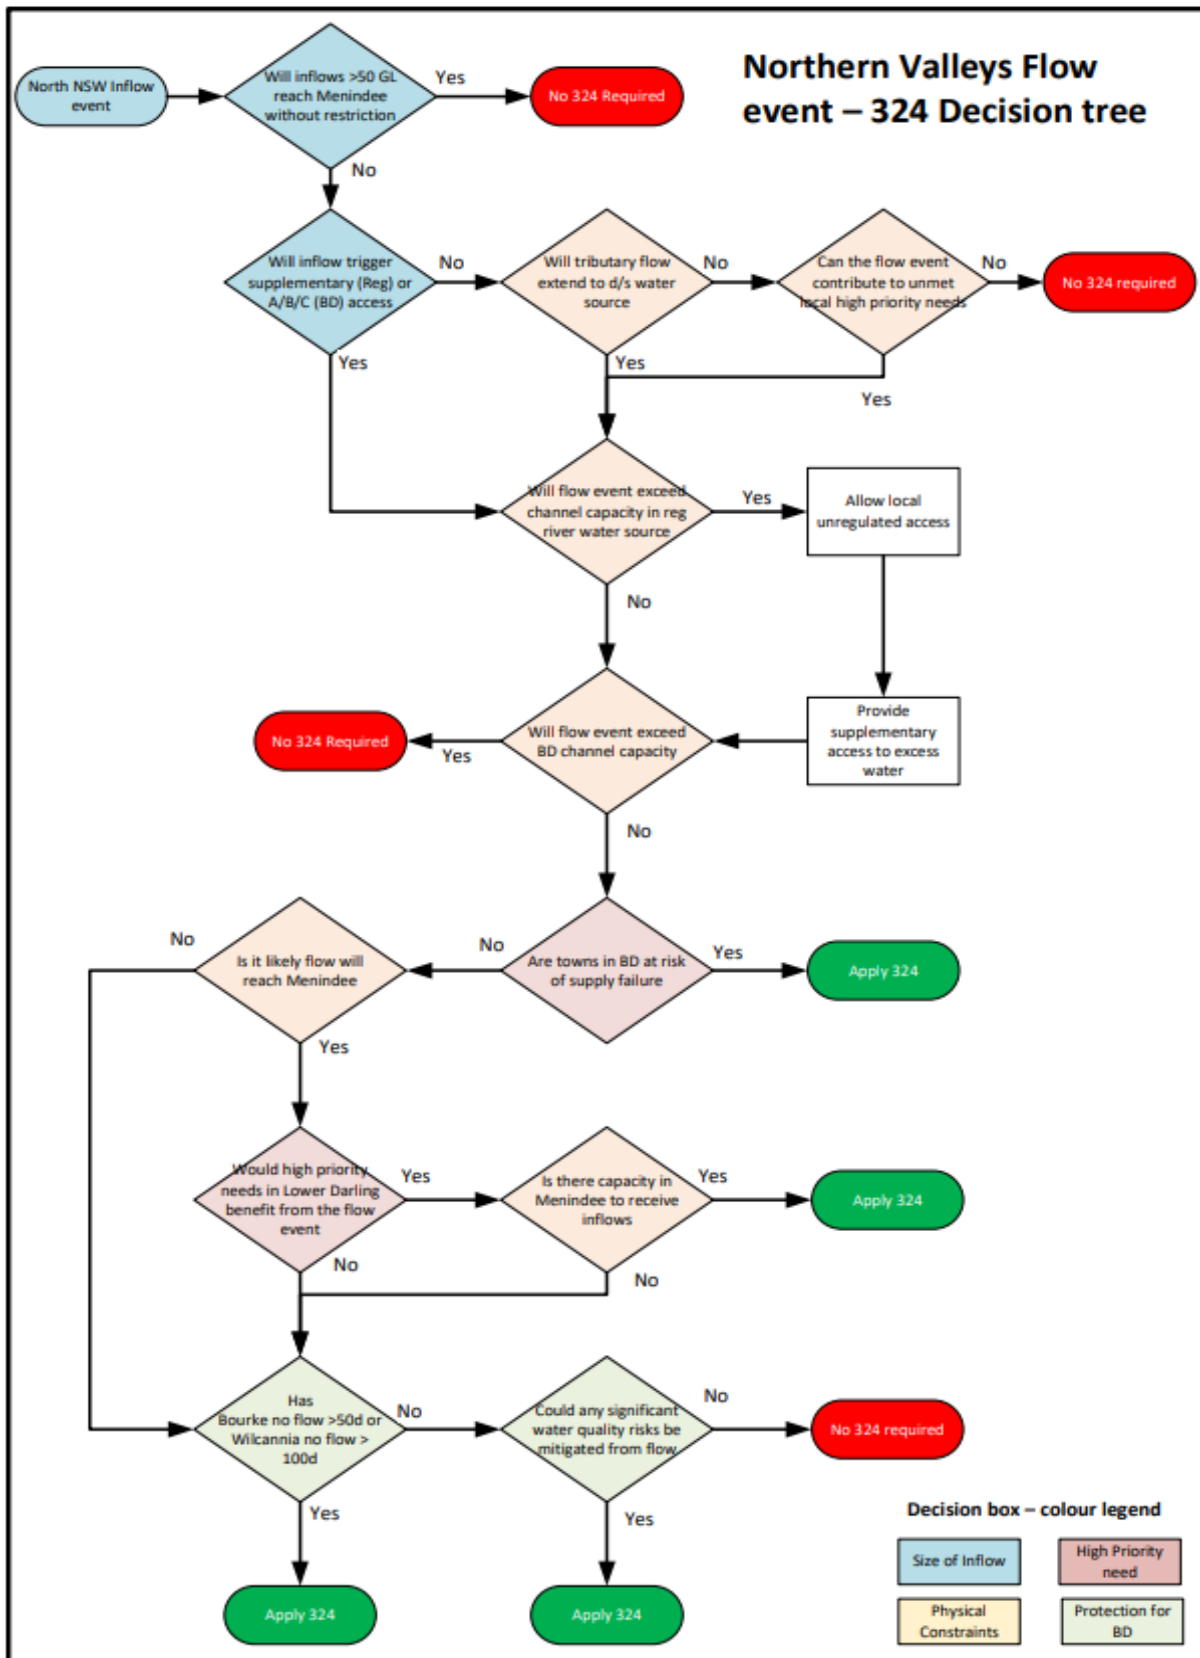 Northern Valleys Flow
event – 324 Decision tree
North NSW Inflow
event
Will inflows >50 GL
reach Menindee
without restriction
Yes
No 324 Required
No
Will inflow trigger
supplementary (Reg) or
A/B/C (BD) access
No
Will tributary flow
extend to d/s water
source
No
Can the flow event
contribute to unmet
local high priority needs
No
No 324 required
Yes
Yes
Yes
Will flow event exceed
channel capacity in reg
river water source
Yes
Allow local
unregulated access
No
Provide
supplementary
access to excess
water
Will flow event exceed
BD channel capacity
Yes
No 324 Required
No
Are towns in BD at risk
of supply failure
Yes
Apply 324
No
Is it likely flow will
reach Menindee
No
Yes
Would high priority
needs in Lower Darling
benefit from the flow
event
Yes
Is there capacity in
Menindee to receive
inflows
Yes
Apply 324
No
No
Has
Bourke no flow >50d or
Wilcannia no flow >
100d
No
Could any significant
water quality risks be
mitigated from flow
No
No 324 required
Yes
Yes
Apply 324
Apply 324
Decision box – colour legend
Size of Inflow
High Priority
need
Physical
Constraints
Protection for
BD